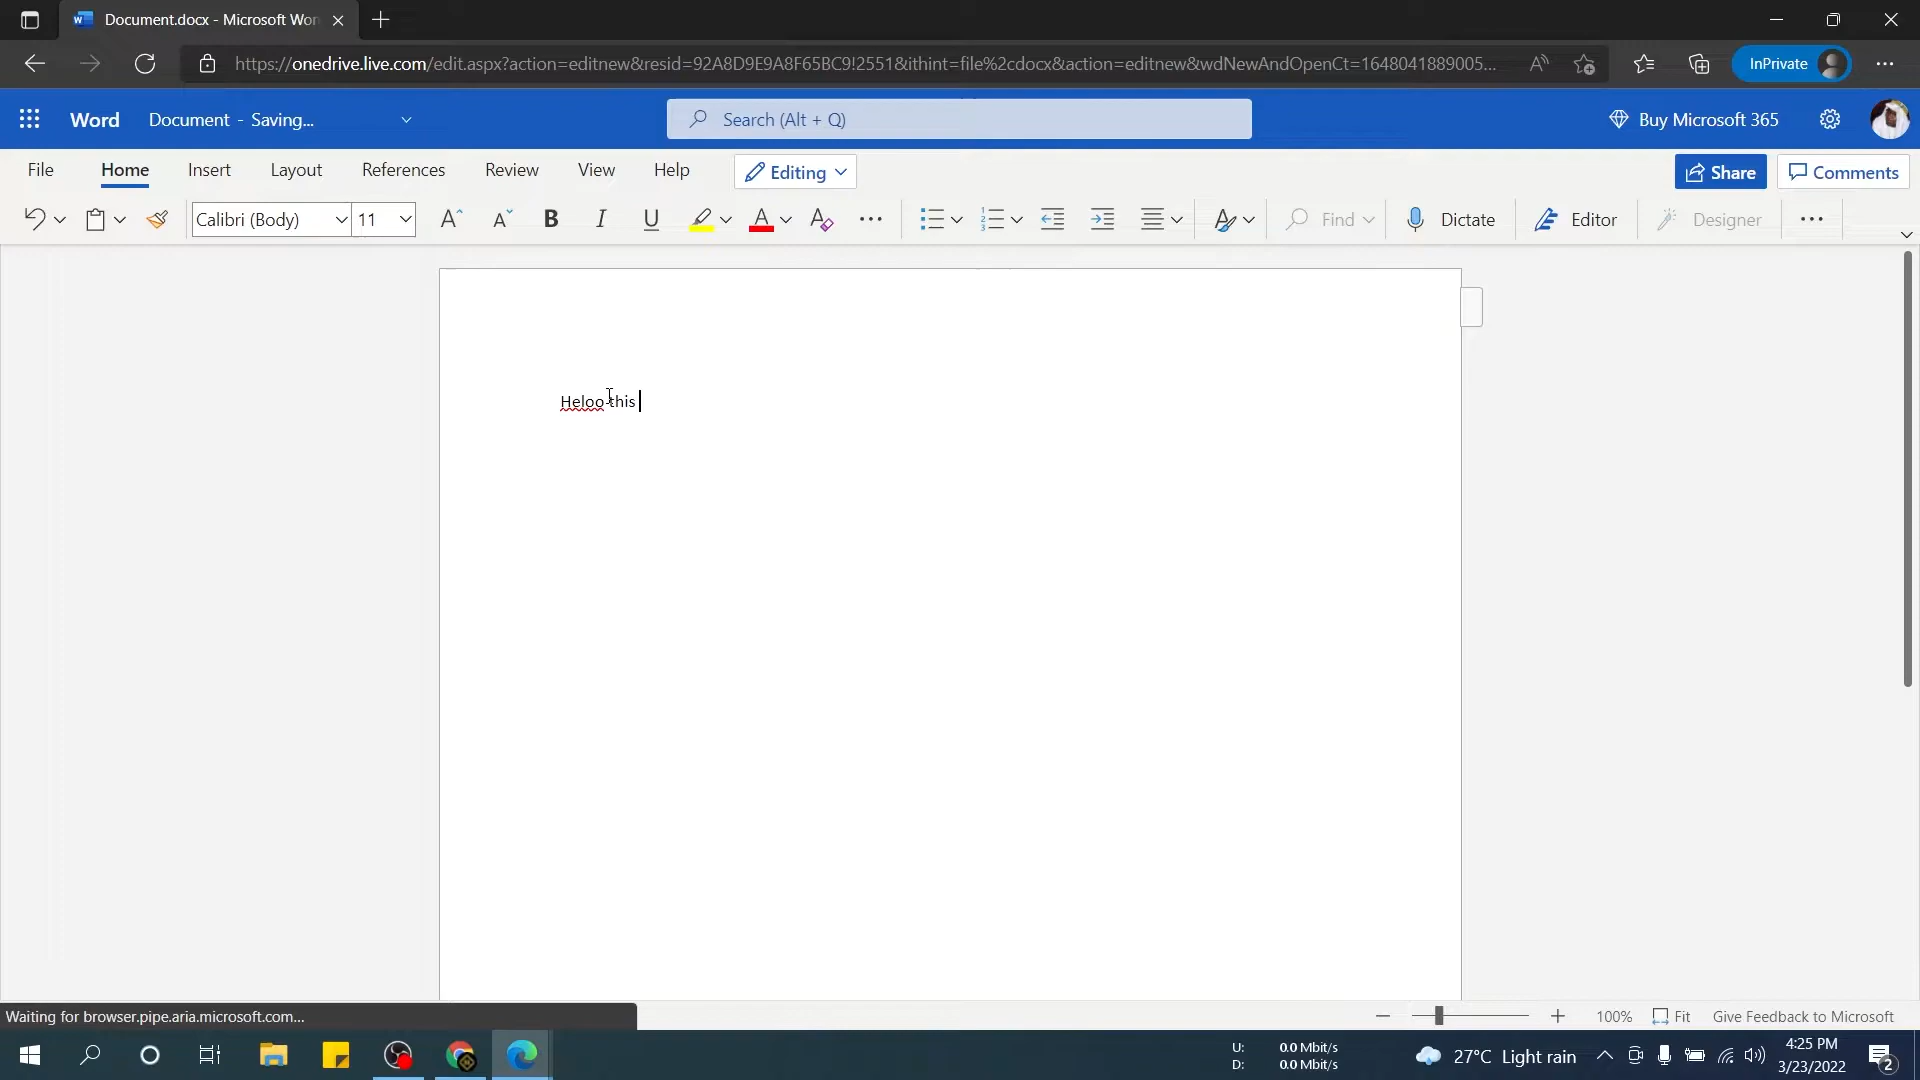 Document.docx - Microsoft Wor
https://onedrive.live.com/edit.aspx?action=editnew&resid=92A8D9E9A8F65BC9!2551&ithint=file%2cdocx&action=editnew&wdNewAndOpenCt=1648041889005...
InPrivate
Word Document - Saving...
Search (Alt + Q)
Buy Microsoft 365
File Home Insert Layout References Review View Help Editing Share Comments
Calibri (Body) 11 B I U Find Dictate Editor Designer
Heloo this
Waiting for browser.pipe.aria.microsoft.com...
100% Fit Give Feedback to Microsoft
U: 0.0 Mbit/s
D: 0.0 Mbit/s
27°C Light rain
4:25 PM
3/23/2022
2